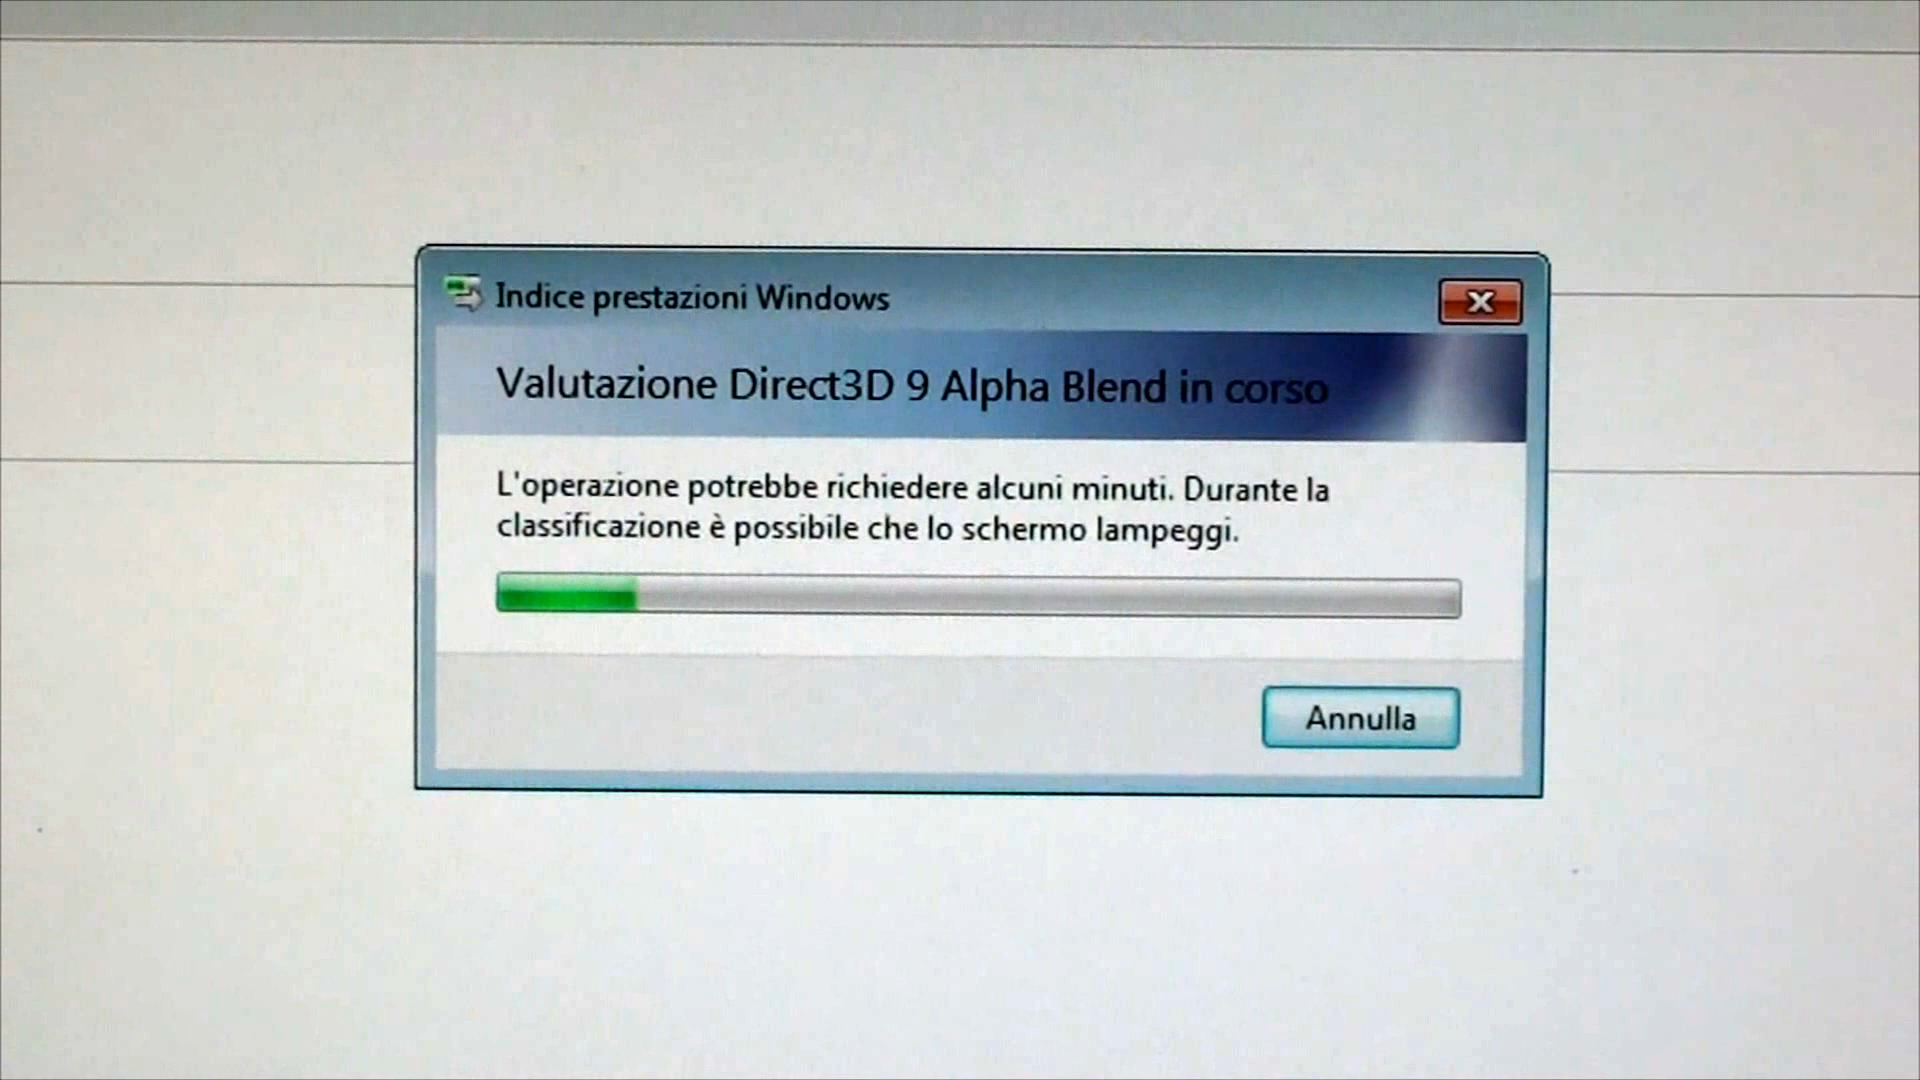 Indice prestazioni Windows
Valutazione Direct3D 9 Alpha Blend in corso
L'operazione potrebbe richiedere alcuni minuti. Durante la
classificazione è possibile che lo schermo lampeggi.
Annulla